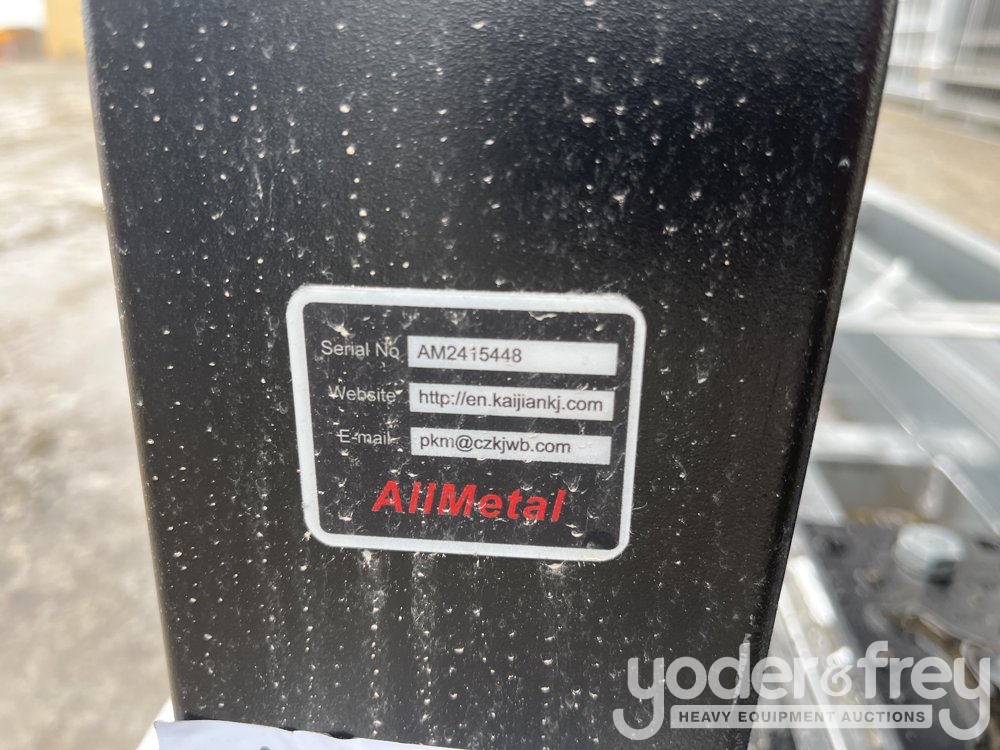 Serial No AM2415448
Website http://en.kaijiankj.com
E-mail pkm@czkjwb.com
AllMetal
yoder&frey
HEAVY EQUIPMENT AUCTIONS